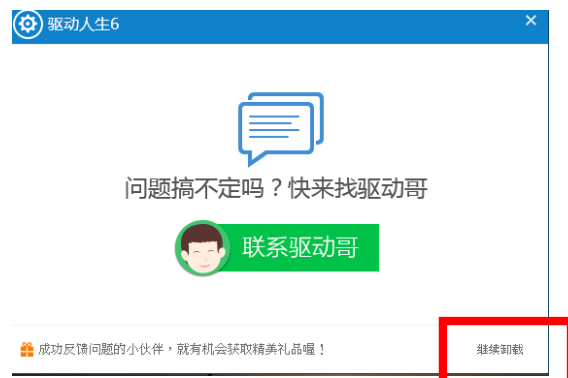 驱动人生6
问题搞不定吗？快来找驱动哥
联系驱动哥
成功反馈问题的小伙伴，就有机会获取精美礼品喔！
继续卸载